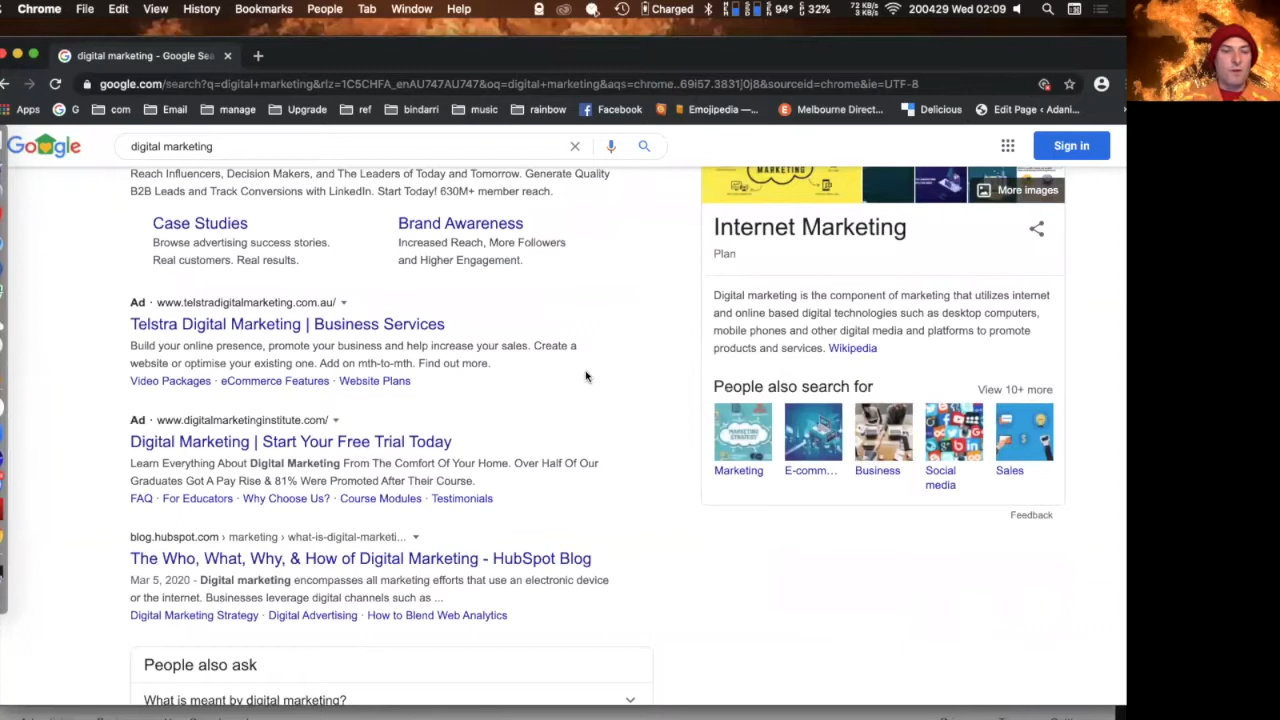 Chrome File Edit View History Bookmarks People Tab Window Help Charged 94° 32% 72 KB/s 3 KB/s 200429 Wed 02:09
digital marketing - Google Sea
google.com/search?q=digital+marketing&rlz=1C5CHFA_enAU747AU747&oq=digital+marketing&aqs=chrome..69i57.3831j0j8&sourceid=chrome&ie=UTF-8
Apps G com Email manage Upgrade ref bindarri music rainbow Facebook Emojipedia —... Melbourne Direct... Delicious Edit Page ‹ Adani...
Google digital marketing Sign in
Reach Influencers, Decision Makers, and The Leaders of Today and Tomorrow. Generate Quality
B2B Leads and Track Conversions with LinkedIn. Start Today! 630M+ member reach.
Case Studies
Browse advertising success stories.
Real customers. Real results.
Brand Awareness
Increased Reach, More Followers
and Higher Engagement.
Ad · www.telstradigitalmarketing.com.au/
Telstra Digital Marketing | Business Services
Build your online presence, promote your business and help increase your sales. Create a
website or optimise your existing one. Add on mth-to-mth. Find out more.
Video Packages · eCommerce Features · Website Plans
Ad · www.digitalmarketinginstitute.com/
Digital Marketing | Start Your Free Trial Today
Learn Everything About Digital Marketing From The Comfort Of Your Home. Over Half Of Our
Graduates Got A Pay Rise & 81% Were Promoted After Their Course.
FAQ · For Educators · Why Choose Us? · Course Modules · Testimonials
blog.hubspot.com › marketing › what-is-digital-marketi...
The Who, What, Why, & How of Digital Marketing - HubSpot Blog
Mar 5, 2020 - Digital marketing encompasses all marketing efforts that use an electronic device
or the internet. Businesses leverage digital channels such as ...
Digital Marketing Strategy · Digital Advertising · How to Blend Web Analytics
People also ask
What is meant by digital marketing?
MARKETING
More images
Internet Marketing
Plan
Digital marketing is the component of marketing that utilizes internet
and online based digital technologies such as desktop computers,
mobile phones and other digital media and platforms to promote
products and services. Wikipedia
People also search for View 10+ more
Marketing E-comm... Business Social media Sales
Feedback